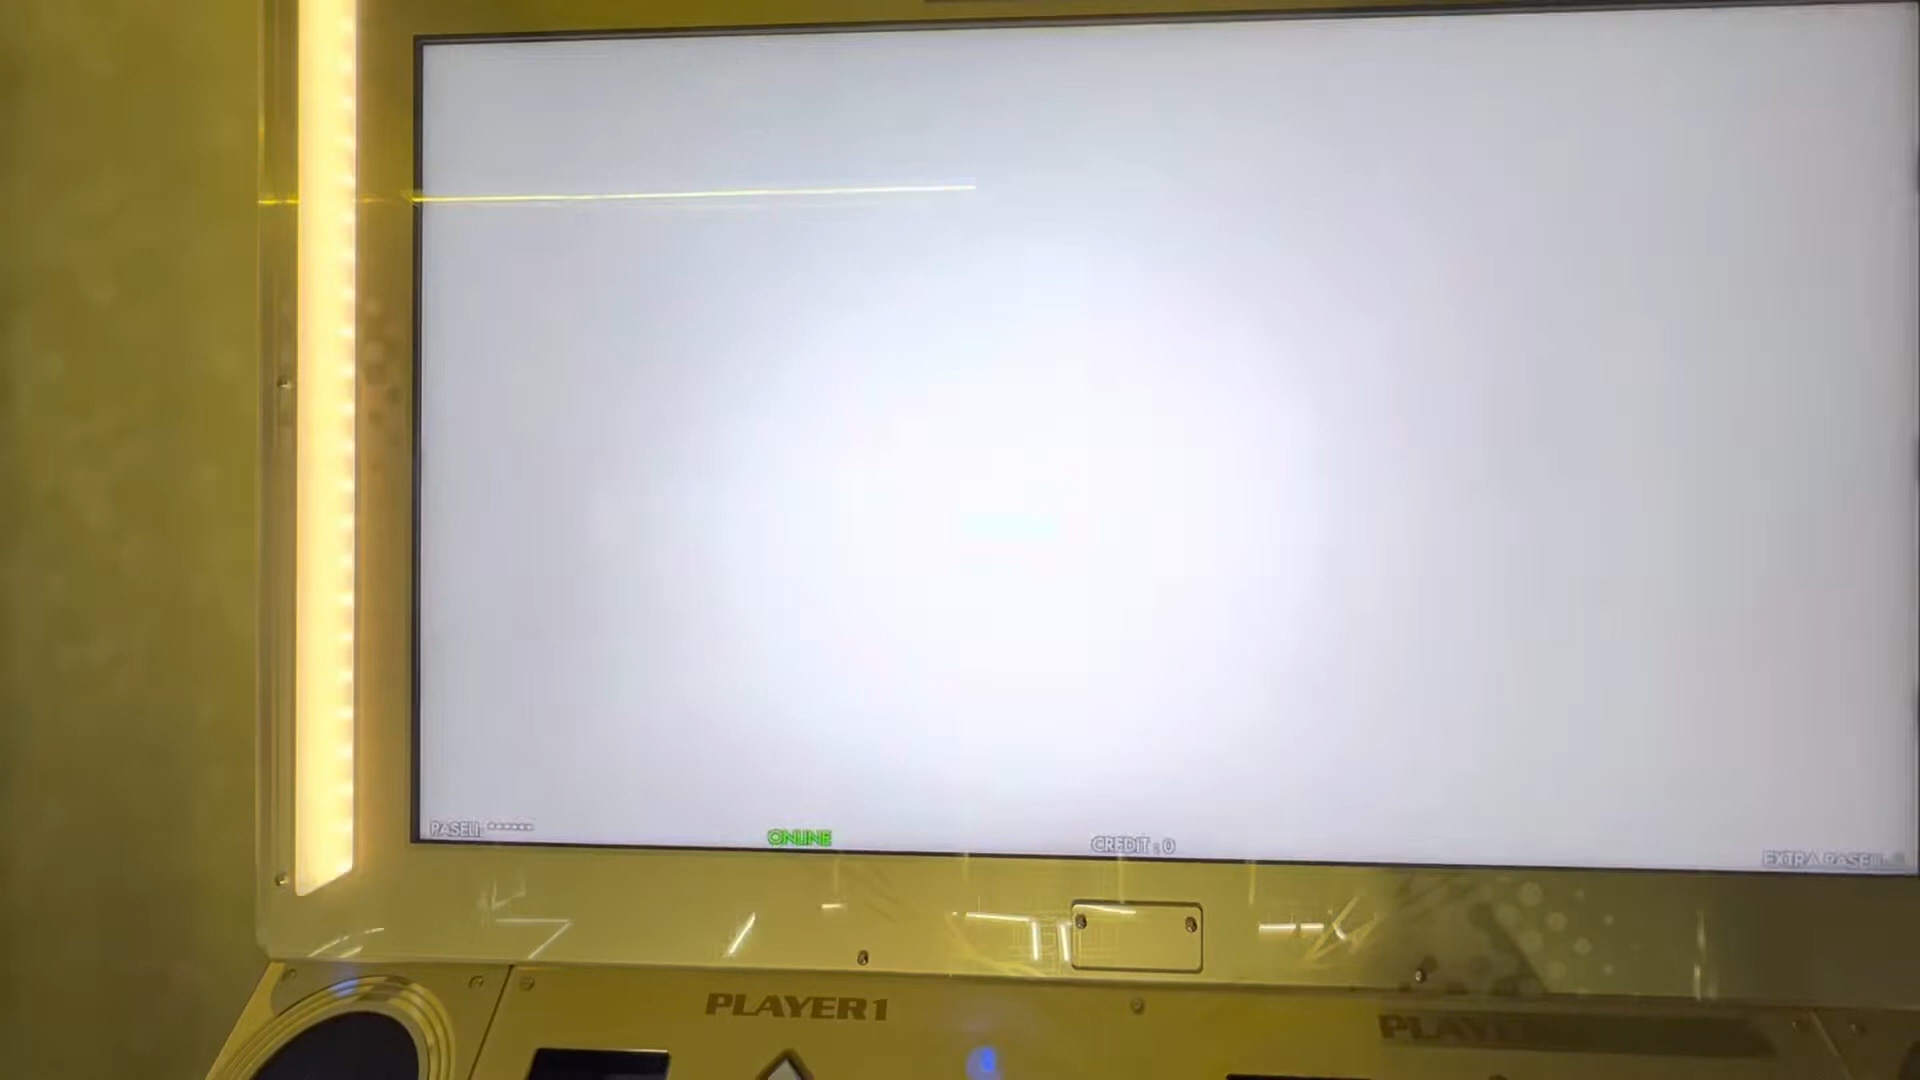 PASELI: ******
ONLINE
CREDIT : 0
EXTRA PASELI
PLAYER1